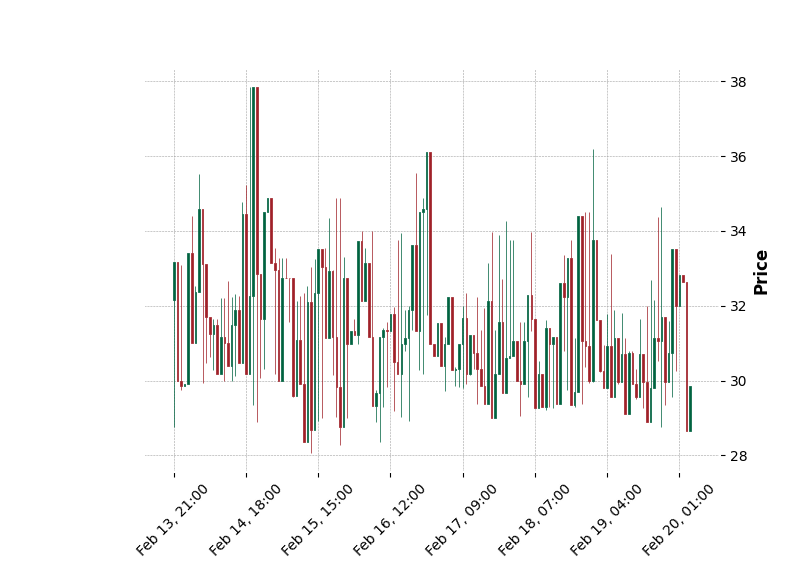 38
36
34
32
30
28
Price
Feb 13, 21:00
Feb 14, 18:00
Feb 15, 15:00
Feb 16, 12:00
Feb 17, 09:00
Feb 18, 07:00
Feb 19, 04:00
Feb 20, 01:00